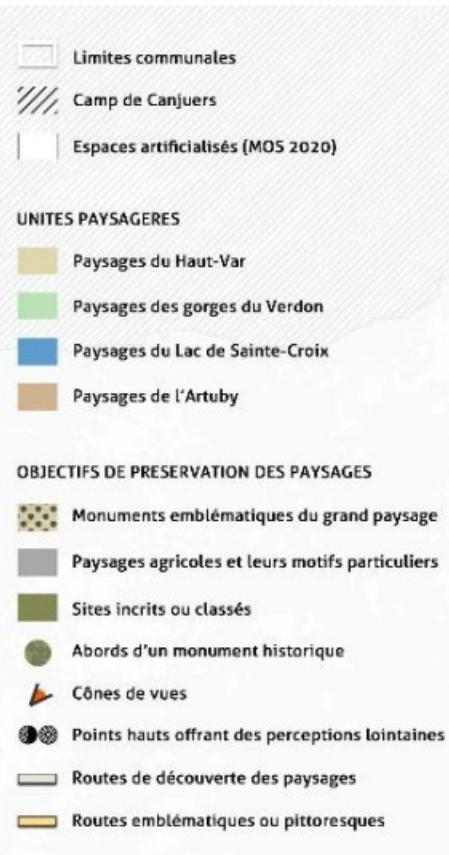 Limites communales
Camp de Canjuers
Espaces artificialisés (MOS 2020)
UNITES PAYSAGERES
Paysages du Haut-Var
Paysages des gorges du Verdon
Paysages du Lac de Sainte-Croix
Paysages de l'Artuby
OBJECTIFS DE PRESERVATION DES PAYSAGES
Monuments emblématiques du grand paysage
Paysages agricoles et leurs motifs particuliers
Sites incrits ou classés
Abords d'un monument historique
Cônes de vues
Points hauts offrant des perceptions lointaines
Routes de découverte des paysages
Routes emblématiques ou pittoresques